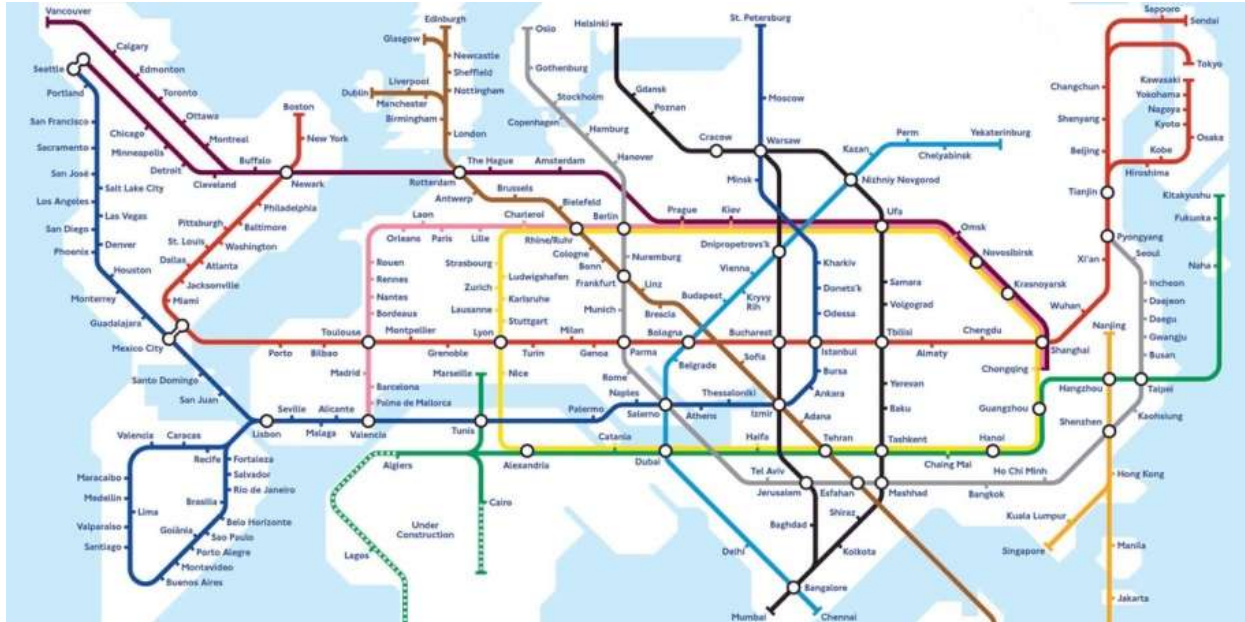 Vancouver
Calgary
Edmonton
Toronto
Ottawa
Montreal
Seattle
Portland
San Francisco
Sacramento
San José
Salt Lake City
Los Angeles
Las Vegas
San Diego
Denver
Phoenix
Houston
Monterrey
Guadalajara
Mexico City
Santo Domingo
San Juan
Chicago
Minneapolis
Detroit
Cleveland
Buffalo
Boston
New York
Newark
Philadelphia
Pittsburgh
Baltimore
St. Louis
Washington
Dallas
Atlanta
Jacksonville
Miami
Valencia
Caracas
Recife
Fortaleza
Salvador
Rio de Janeiro
Brasilia
Belo Horizonte
Goiânia
Sao Paulo
Porto Alegre
Montevideo
Buenos Aires
Maracaibo
Medellin
Lima
Valparaiso
Santiago
Edinburgh
Glasgow
Newcastle
Sheffield
Nottingham
Liverpool
Dublin
Manchester
Birmingham
London
The Hague
Amsterdam
Rotterdam
Antwerp
Brussels
Bielefeld
Laon
Charleroi
Orleans
Paris
Lille
Rhine/Ruhr
Cologne
Bonn
Frankfurt
Linz
Brescia
Rouen
Rennes
Nantes
Bordeaux
Toulouse
Montpellier
Porto
Bilbao
Grenoble
Madrid
Barcelona
Palma de Mallorca
Marseille
Lisbon
Seville
Malaga
Alicante
Valencia
Tunis
Algiers
Cairo
Lagos
Under
Construction
Strasbourg
Ludwigshafen
Zurich
Karlsruhe
Lausanne
Stuttgart
Lyon
Turin
Milan
Genoa
Nice
Oslo
Gothenburg
Stockholm
Copenhagen
Hamburg
Hanover
Berlin
Nuremburg
Munich
Parma
Bologna
Rome
Naples
Palermo
Salerno
Catania
Alexandria
Dubai
Helsinki
Gdansk
Poznan
Cracow
Warsaw
St. Petersburg
Moscow
Minsk
Prague
Kiev
Dnipropetrovs'k
Vienna
Budapest
Kryvy
Rih
Belgrade
Bucharest
Sofia
Thessaloniki
Athens
Izmir
Kharkiv
Donets'k
Odessa
Istanbul
Bursa
Ankara
Adana
Haifa
Tehran
Tel Aviv
Jerusalem
Esfahan
Mashhad
Baghdad
Shiraz
Kolkota
Delhi
Bangalore
Mumbai
Chennai
Kazan
Perm
Chelyabinsk
Yekaterinburg
Nizhniy Novgorod
Ufa
Omsk
Novosibirsk
Krasnoyarsk
Samara
Volgograd
Tbilisi
Yerevan
Baku
Tashkent
Almaty
Chengdu
Chongqing
Shanghai
Wuhan
Guangzhou
Hanoi
Chaing Mai
Ho Chi Minh
Bangkok
Sapporo
Sendai
Tokyo
Kawasaki
Yokohama
Nagoya
Kyoto
Osaka
Kobe
Hiroshima
Changchun
Shenyang
Beijing
Tianjin
Pyongyang
Xi'an
Seoul
Incheon
Daejeon
Daegu
Gwangju
Busan
Kitakyushu
Fukuoka
Naha
Nanjing
Hangzhou
Taipei
Kaohsiung
Shenzhen
Hong Kong
Kuala Lumpur
Singapore
Manila
Jakarta